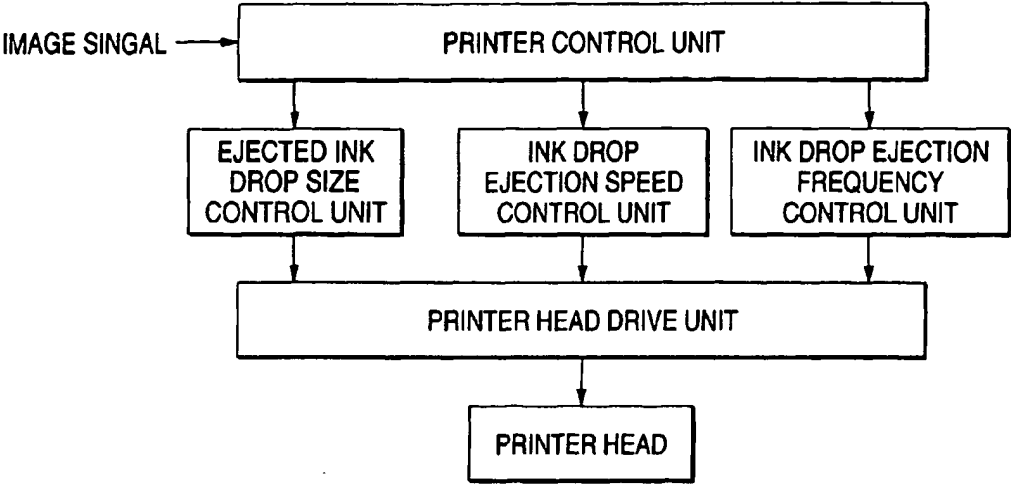 IMAGE SINGAL
PRINTER CONTROL UNIT
EJECTED INK
DROP SIZE
CONTROL UNIT
INK DROP
EJECTION SPEED
CONTROL UNIT
INK DROP EJECTION
FREQUENCY
CONTROL UNIT
PRINTER HEAD DRIVE UNIT
PRINTER HEAD